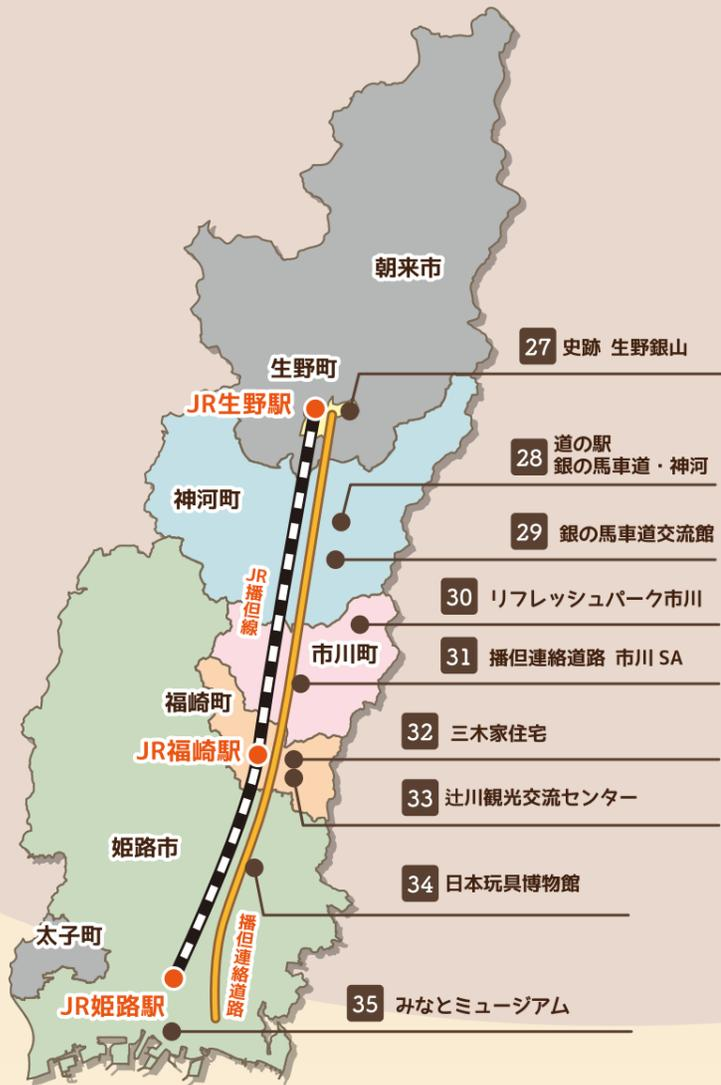 朝来市
27 史跡 生野銀山
生野町
JR生野駅
28 道の駅
銀の馬車道・神河
神河町
29 銀の馬車道交流館
JR播但線
30 リフレッシュパーク市川
市川町
31 播但連絡道路 市川 SA
福崎町
32 三木家住宅
JR福崎駅
33 辻川観光交流センター
姫路市
34 日本玩具博物館
太子町
播但連絡道路
JR姫路駅
35 みなとミュージアム